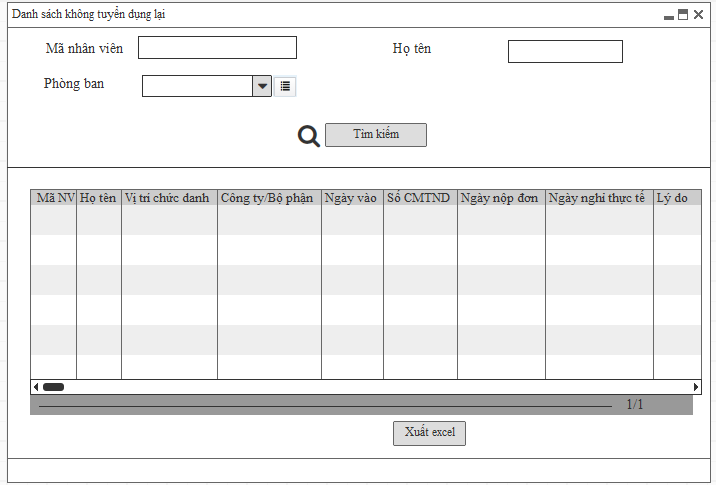 Danh sách không tuyển dụng lại
Mã nhân viên
Họ tên
Phòng ban
Tìm kiếm
Mã NV Họ tên Vị trí chức danh Công ty/Bộ phận Ngày vào Số CMTND Ngày nộp đơn Ngày nghỉ thực tế Lý do
1/1
Xuất excel